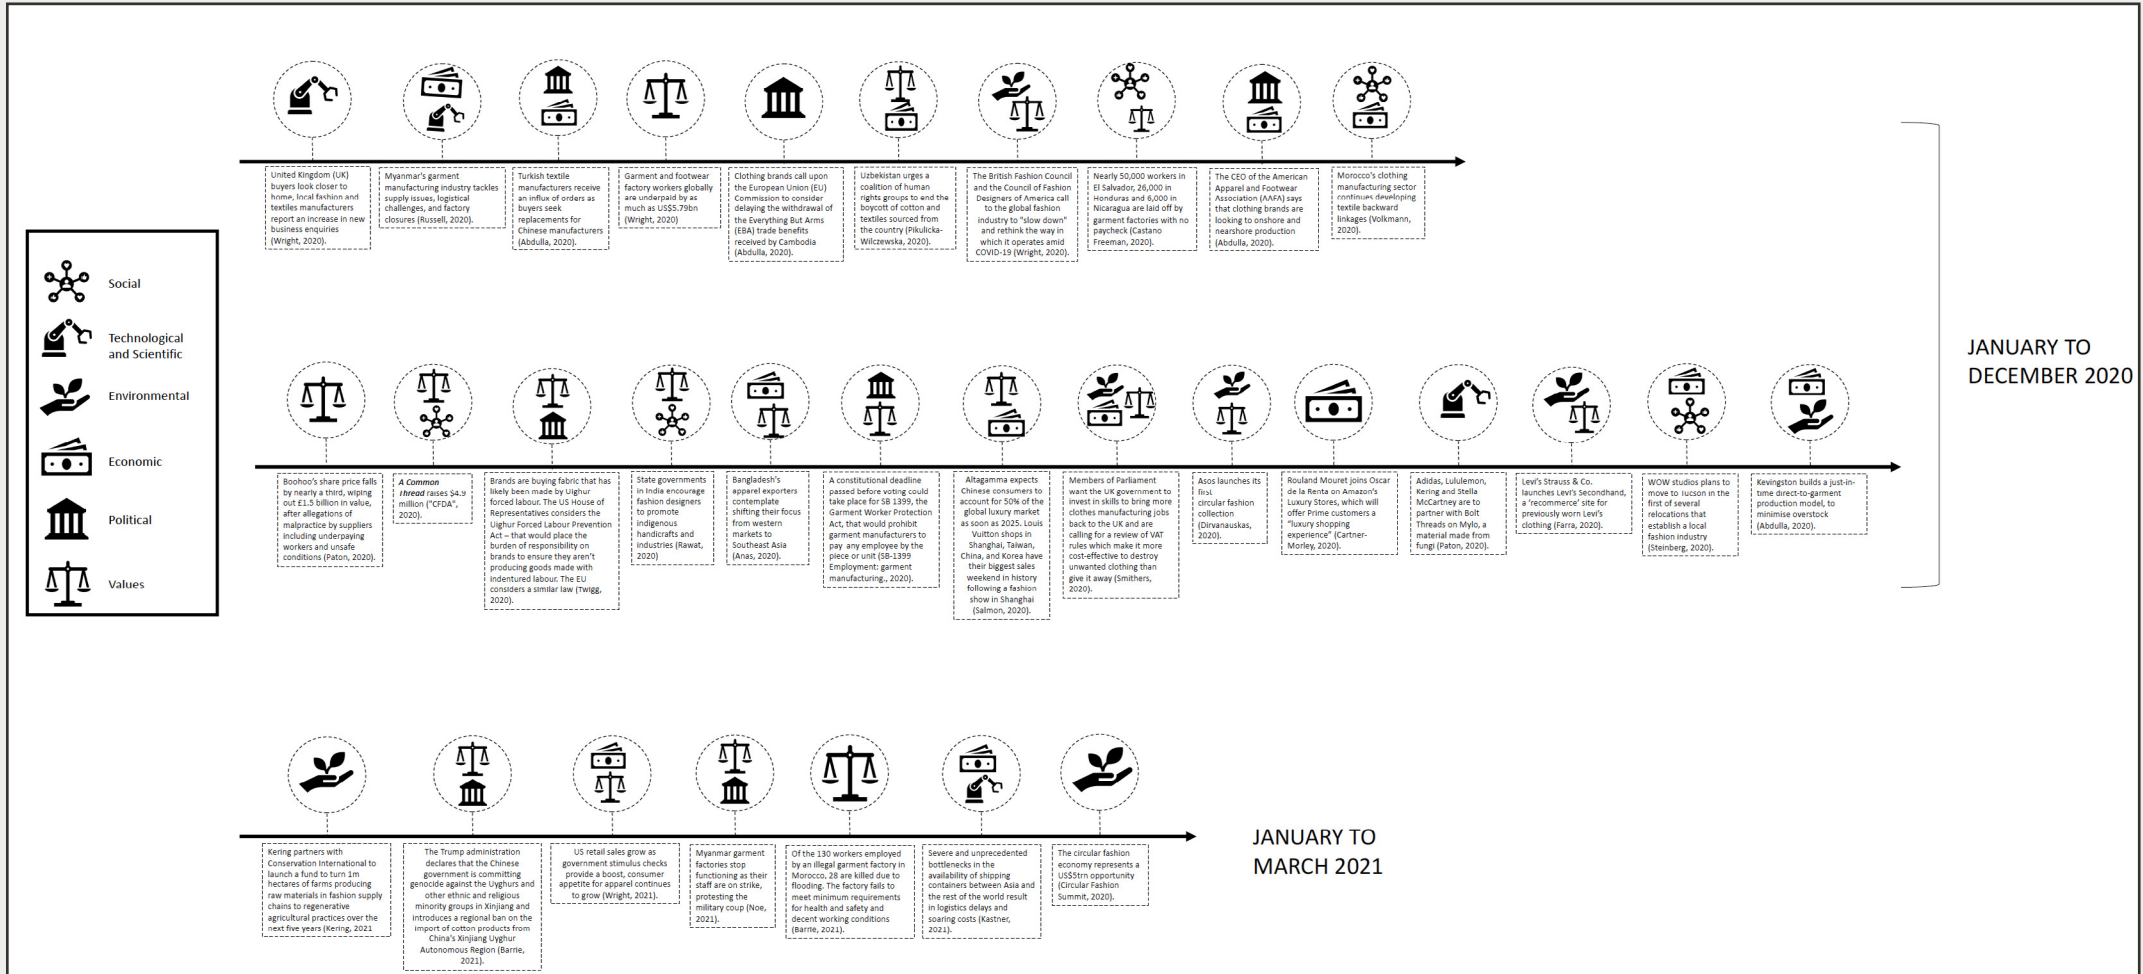 United Kingdom (UK)
buyers look closer to
home, local fashion and
textiles manufacturers
report an increase in new
business enquiries
(Wright, 2020).
Myanmar's garment
manufacturing industry tackles
supply issues, logistical
challenges, and factory
closures (Russell, 2020).
Turkish textile
manufacturers receive
an influx of orders as
buyers seek
replacements for
Chinese manufacturers
(Abdulla, 2020).
Garment and footwear
factory workers globally
are underpaid by as
much as US$5.79bn
(Wright, 2020)
Clothing brands call upon
the European Union (EU)
Commission to consider
delaying the withdrawal of
the Everything But Arms
(EBA) trade benefits
received by Cambodia
(Abdulla, 2020).
Uzbekistan urges a
coalition of human
rights groups to end the
boycott of cotton and
textiles sourced from
the country (Pikulicka-
Wilczewska, 2020).
The British Fashion Council
and the Council of Fashion
Designers of America call
to the global fashion
industry to "slow down"
and rethink the way in
which it operates amid
COVID-19 (Wright, 2020).
Nearly 50,000 workers in
El Salvador, 26,000 in
Honduras and 6,000 in
Nicaragua are laid off by
garment factories with no
paycheck (Castano
Freeman, 2020).
The CEO of the American
Apparel and Footwear
Association (AAFA) says
that clothing brands are
looking to onshore and
nearshore production
(Abdulla, 2020).
Morocco's clothing
manufacturing sector
continues developing
textile backward
linkages (Volkmann,
2020).
Social
Technological
and Scientific
Environmental
Economic
Political
Values
JANUARY TO
DECEMBER 2020
Boohoo's share price falls
by nearly a third, wiping
out £1.5 billion in value,
after allegations of
malpractice by suppliers
including underpaying
workers and unsafe
conditions (Paton, 2020).
A Common
Thread raises $4.9
million ("CFDA",
2020).
Brands are buying fabric that has
likely been made by Uighur
forced labour. The US House of
Representatives considers the
Uighur Forced Labour Prevention
Act – that would place the
burden of responsibility on
brands to ensure they aren't
producing goods made with
indentured labour. The EU
considers a similar law (Twigg,
2020).
State governments
in India encourage
fashion designers
to promote
indigenous
handicrafts and
industries (Rawat,
2020)
Bangladesh's
apparel exporters
contemplate
shifting their focus
from western
markets to
Southeast Asia
(Anas, 2020).
A constitutional deadline
passed before voting could
take place for SB 1399, the
Garment Worker Protection
Act, that would prohibit
garment manufacturers to
pay any employee by the
piece or unit (SB-1399
Employment: garment
manufacturing., 2020).
Altagamma expects
Chinese consumers to
account for 50% of the
global luxury market
as soon as 2025. Louis
Vuitton shops in
Shanghai, Taiwan,
China, and Korea have
their biggest sales
weekend in history
following a fashion
show in Shanghai
(Salmon, 2020).
Members of Parliament
want the UK government to
invest in skills to bring more
clothes manufacturing jobs
back to the UK and are
calling for a review of VAT
rules which make it more
cost-effective to destroy
unwanted clothing than
give it away (Smithers,
2020).
Asos launches its
first
circular fashion
collection
(Dirvanauskas,
2020).
Rouland Mouret joins Oscar
de la Renta on Amazon's
Luxury Stores, which will
offer Prime customers a
"luxury shopping
experience" (Cartner-
Morley, 2020).
Adidas, Lululemon,
Kering and Stella
McCartney are to
partner with Bolt
Threads on Mylo, a
material made from
fungi (Paton, 2020).
Levi's Strauss & Co.
launches Levi's Secondhand,
a 'recommerce' site for
previously worn Levi's
clothing (Farra, 2020).
WOW studios plans to
move to Tucson in the
first of several
relocations that
establish a local
fashion industry
(Steinberg, 2020).
Kevingston builds a just-in-
time direct-to-garment
production model, to
minimise overstock
(Abdulla, 2020).
Kering partners with
Conservation International to
launch a fund to turn 1m
hectares of farms producing
raw materials in fashion supply
chains to regenerative
agricultural practices over the
next five years (Kering, 2021
The Trump administration
declares that the Chinese
government is committing
genocide against the Uyghurs and
other ethnic and religious
minority groups in Xinjiang and
introduces a regional ban on the
import of cotton products from
China's Xinjiang Uyghur
Autonomous Region (Barrie,
2021).
US retail sales grow as
government stimulus checks
provide a boost, consumer
appetite for apparel continues
to grow (Wright, 2021).
Myanmar garment
factories stop
functioning as their
staff are on strike,
protesting the
military coup (Noe,
2021).
Of the 130 workers employed
by an illegal garment factory in
Morocco, 28 are killed due to
flooding. The factory fails to
meet minimum requirements
for health and safety and
decent working conditions
(Barrie, 2021).
Severe and unprecedented
bottlenecks in the
availability of shipping
containers between Asia and
the rest of the world result
in logistics delays and
soaring costs (Kastner,
2021).
The circular fashion
economy represents a
US$5trn opportunity
(Circular Fashion
Summit, 2020).
JANUARY TO
MARCH 2021